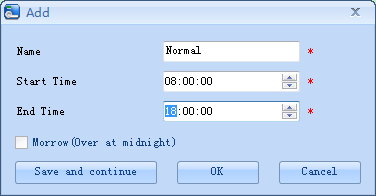 Add
Name Normal *
Start Time 08:00:00 *
End Time 18:00:00 *
Morrow(Over at midnight)
Save and continue OK Cancel